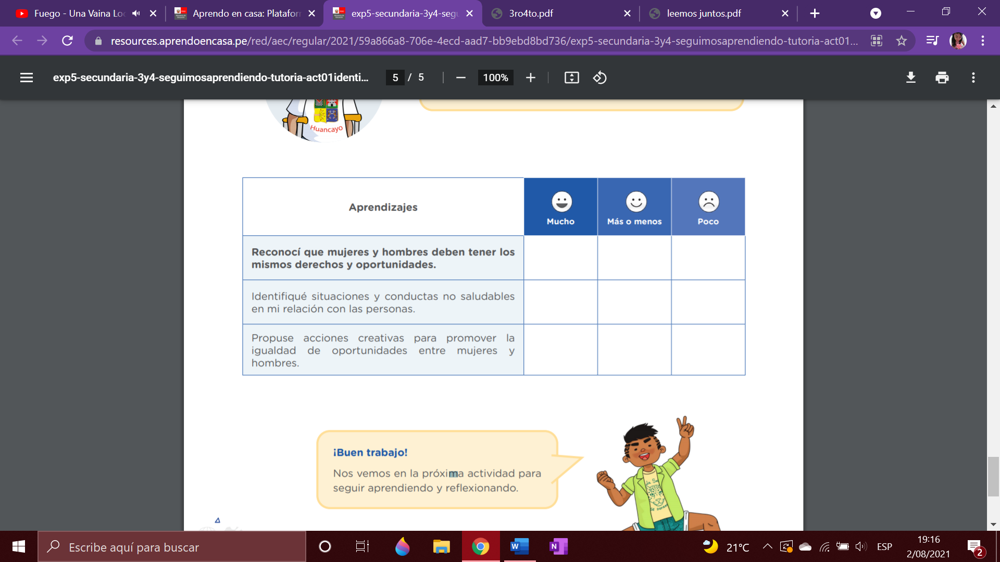 Fuego - Una Vaina Loc
Aprendo en casa: Platafor
exp5-secundaria-3y4-segu
3ro4to.pdf
leemos juntos.pdf
resources.aprendoencasa.pe/red/aec/regular/2021/59a866a8-706e-4ecd-aad7-bb9ebd8bd736/exp5-secundaria-3y4-seguimosaprendiendo-tutoria-act01...
exp5-secundaria-3y4-seguimosaprendiendo-tutoria-act01identi...
5 / 5
100%
Huancayo
Aprendizajes
Mucho
Más o menos
Poco
Reconocí que mujeres y hombres deben tener los
mismos derechos y oportunidades.
Identifiqué situaciones y conductas no saludables
en mi relación con las personas.
Propuse acciones creativas para promover la
igualdad de oportunidades entre mujeres y
hombres.
¡Buen trabajo!
Nos vemos en la próxima actividad para
seguir aprendiendo y reflexionando.
Escribe aquí para buscar
21°C
ESP
19:16
2/08/2021
2